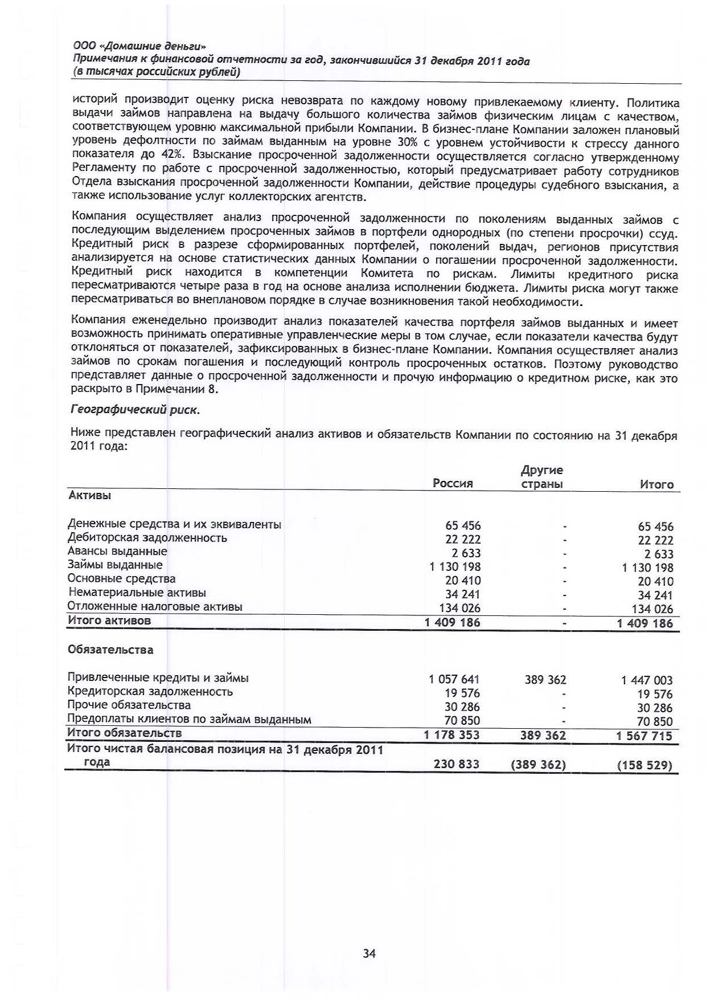 ООО «Домашние деньги»
Примечания к финансовой отчетности за год, закончившийся 31 декабря 2011 года
(в тысячах российских рублей)
историй производит оценку риска невозврата по каждому новому привлекаемому клиенту. Политика
выдачи займов направлена на выдачу большого количества займов физическим лицам с качеством,
соответствующем уровню максимальной прибыли Компании. В бизнес-плане Компании заложен плановый
уровень дефолтности по займам выданным на уровне 30% с уровнем устойчивости к стрессу данного
показателя до 42%. Взыскание просроченной задолженности осуществляется согласно утвержденному
Регламенту по работе с просроченной задолженностью, который предусматривает работу сотрудников
Отдела взыскания просроченной задолженности Компании, действие процедуры судебного взыскания, а
также использование услуг коллекторских агентств.
Компания осуществляет анализ просроченной задолженности по поколениям выданных займов с
последующим выделением просроченных займов в портфели однородных (по степени просрочки) ссуд.
Кредитный риск в разрезе сформированных портфелей, поколений выдач, регионов присутствия
анализируется на основе статистических данных Компании о погашении просроченной задолженности.
Кредитный риск находится в компетенции Комитета по рискам. Лимиты кредитного риска
пересматриваются четыре раза в год на основе анализа исполнении бюджета. Лимиты риска могут также
пересматриваться во внеплановом порядке в случае возникновения такой необходимости.
Компания еженедельно производит анализ показателей качества портфеля займов выданных и имеет
возможность принимать оперативные управленческие меры в том случае, если показатели качества будут
отклоняться от показателей, зафиксированных в бизнес-плане Компании. Компания осуществляет анализ
займов по срокам погашения и последующий контроль просроченных остатков. Поэтому руководство
представляет данные о просроченной задолженности и прочую информацию о кредитном риске, как это
раскрыто в Примечании 8.
Географический риск.
Ниже представлен географический анализ активов и обязательств Компании по состоянию на 31 декабря
2011 года:
Другие
Россия страны Итого
Активы
Денежные средства и их эквиваленты 65 456 - 65 456
Дебиторская задолженность 22 222 - 22 222
Авансы выданные 2 633 - 2 633
Займы выданные 1 130 198 - 1 130 198
Основные средства 20 410 - 20 410
Нематериальные активы 34 241 - 34 241
Отложенные налоговые активы 134 026 - 134 026
Итого активов 1 409 186 - 1 409 186
Обязательства
Привлеченные кредиты и займы 1 057 641 389 362 1 447 003
Кредиторская задолженность 19 576 - 19 576
Прочие обязательства 30 286 - 30 286
Предоплаты клиентов по займам выданным 70 850 - 70 850
Итого обязательств 1 178 353 389 362 1 567 715
Итого чистая балансовая позиция на 31 декабря 2011
года 230 833 (389 362) (158 529)
34